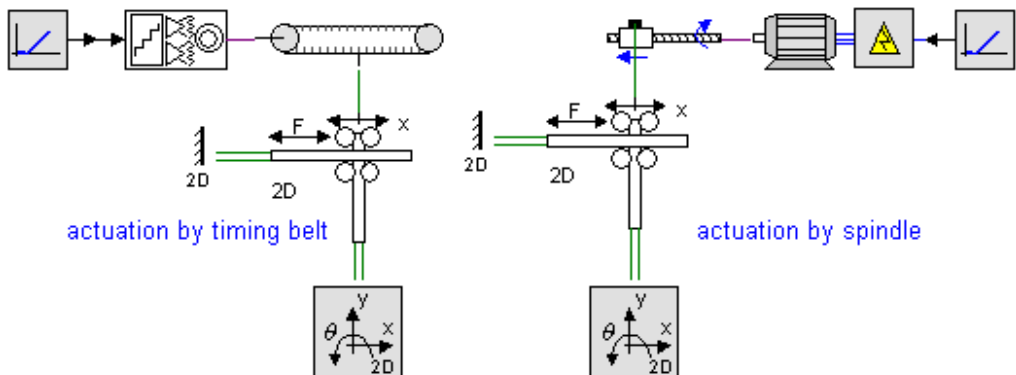 F
x
2D
2D
actuation by timing belt
y
θ
x
2D
F
x
2D
2D
actuation by spindle
y
θ
x
2D